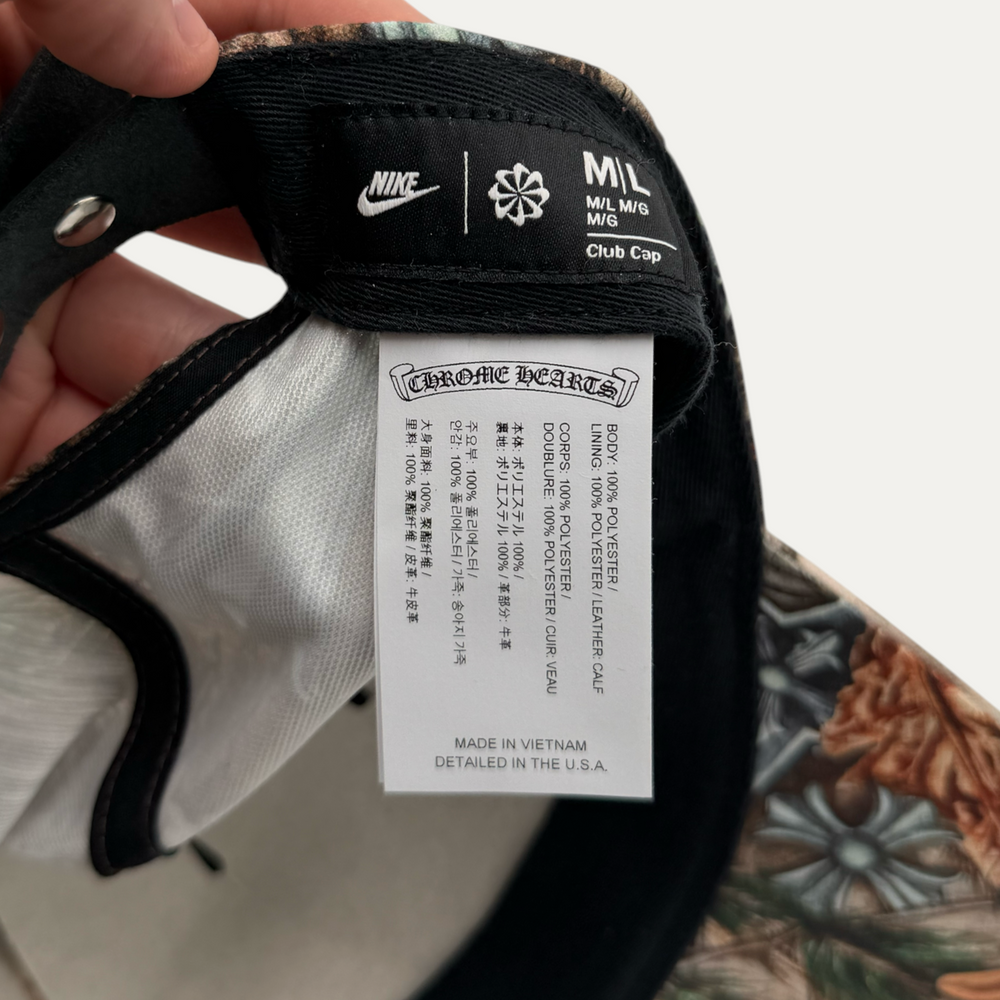 NIKE
M|L
M/L M/G
M/G
Club Cap
CHROME HEARTS
BODY: 100% POLYESTER /
LINING: 100% POLYESTER / LEATHER: CALF
CORPS: 100% POLYESTER /
DOUBLURE: 100% POLYESTER / CUIR: VEAU
本体: ポリエステル 100% /
裏地: ポリエステル 100% / 革部分: 牛革
주요부: 100% 폴리에스터 /
안감: 100% 폴리에스터 / 가죽: 송아지 가죽
大身面料: 100% 聚酯纤维 /
里料: 100% 聚酯纤维 / 皮革: 牛皮革
MADE IN VIETNAM
DETAILED IN THE U.S.A.